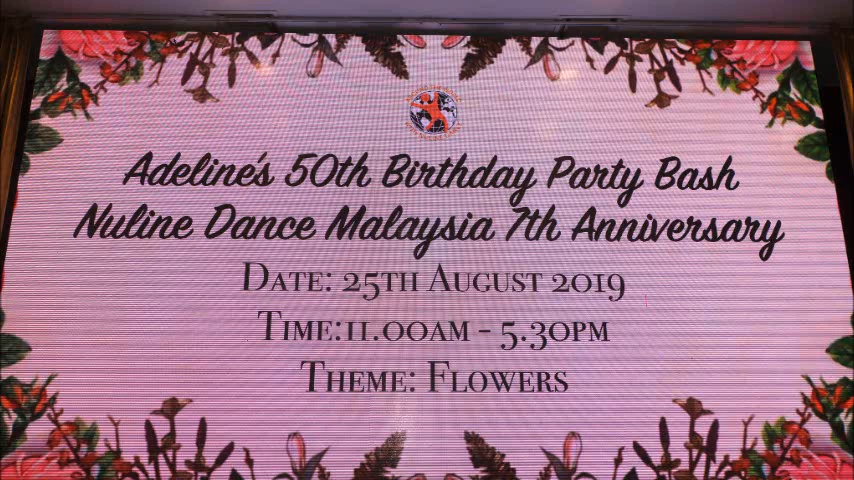 Adeline's 50th Birthday Party Bash
Nuline Dance Malaysia 7th Anniversary
Date: 25th August 2019
Time:11.00am - 5.30pm
Theme: Flowers